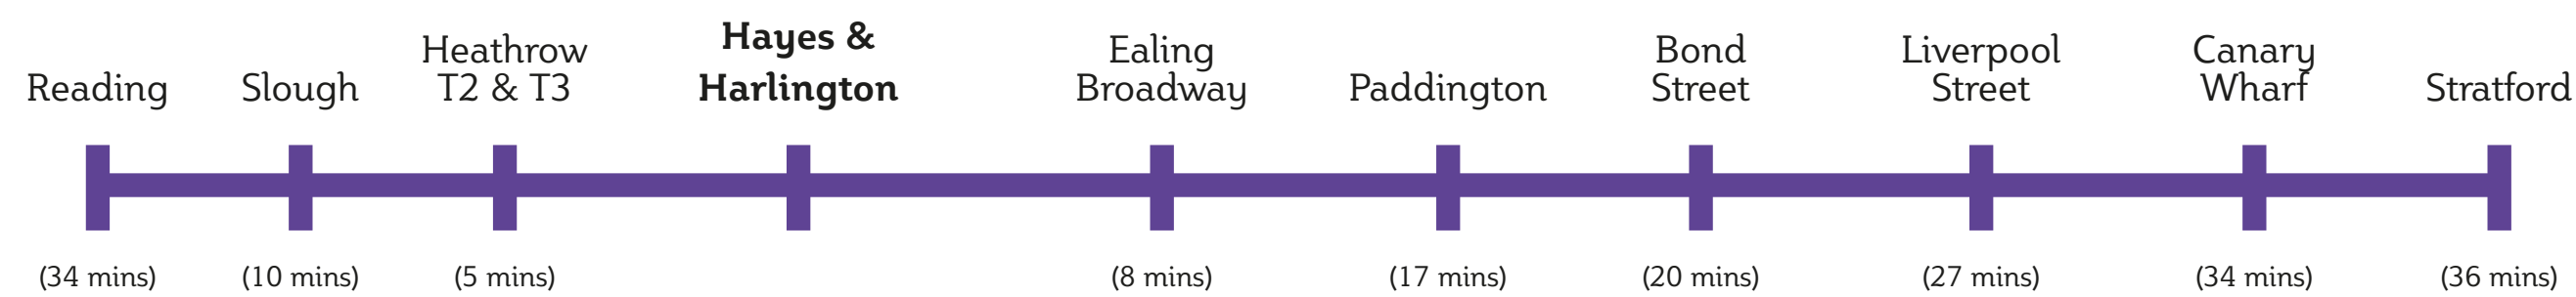 Reading
Slough
Heathrow
T2 & T3
Hayes &
Harlington
Ealing
Broadway
Paddington
Bond
Street
Liverpool
Street
Canary
Wharf
Stratford
(34 mins)
(10 mins)
(5 mins)
(8 mins)
(17 mins)
(20 mins)
(27 mins)
(34 mins)
(36 mins)